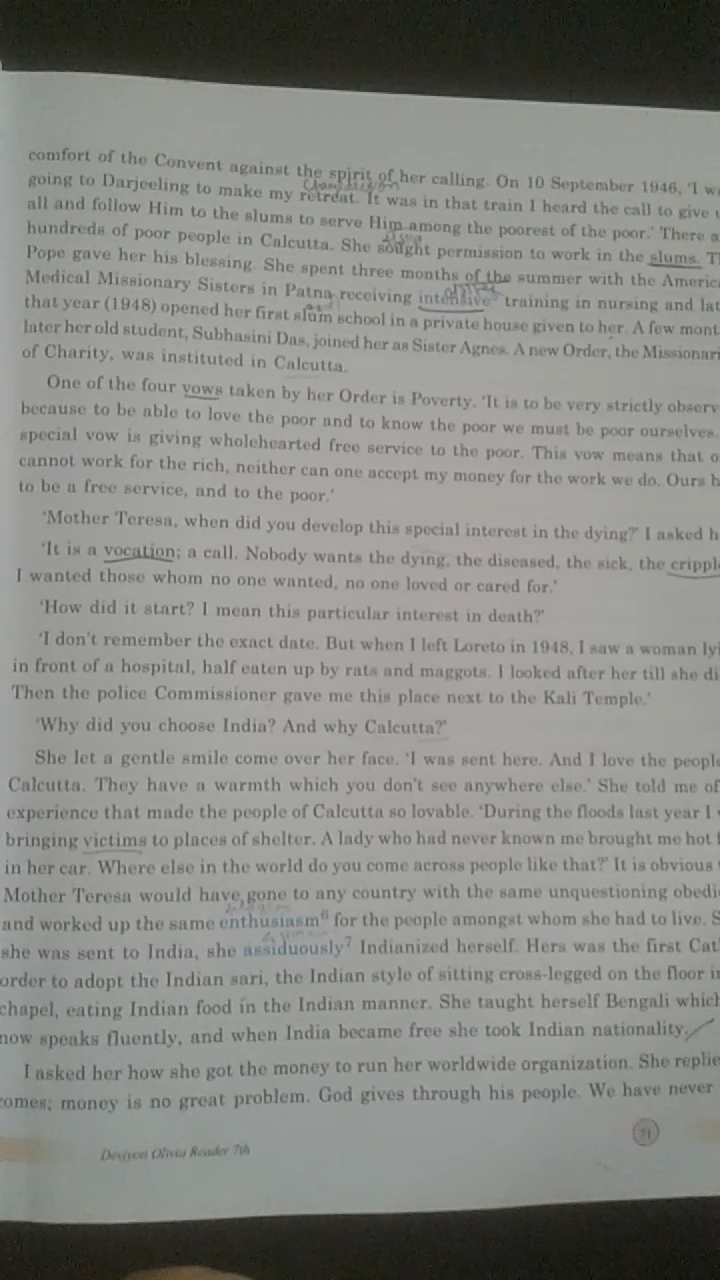 comfort of the Convent against the spirit of her calling. On 10 September 1946, 'I
going to Darjeeling to make my retreat. It was in that train I heard the call to give
all and follow Him to the slums to serve Him among the poorest of the poor.' There
hundreds of poor people in Calcutta. She sought permission to work in the slums.
Pope gave her his blessing. She spent three months of the summer with the
Medical Missionary Sisters in Patna receiving intensive⁵ training in nursing and
that year (1948) opened her first slum school in a private house given to her. A few
later her old student, Subhasini Das, joined her as Sister Agnes. A new Order, the
of Charity, was instituted in Calcutta.
One of the four vows taken by her Order is Poverty. 'It is to be very strictly
because to be able to love the poor and to know the poor we must be poor ourselves.
special vow is giving wholehearted free service to the poor. This vow means that
cannot work for the rich, neither can one accept my money for the work we do. Ours
to be a free service, and to the poor.'
'Mother Teresa, when did you develop this special interest in the dying?' I asked
'It is a vocation; a call. Nobody wants the dying, the diseased, the sick, the
I wanted those whom no one wanted, no one loved or cared for.'
'How did it start? I mean this particular interest in death?'
'I don't remember the exact date. But when I left Loreto in 1948, I saw a woman
in front of a hospital, half eaten up by rats and maggots. I looked after her till she
Then the police Commissioner gave me this place next to the Kali Temple.'
'Why did you choose India? And why Calcutta?'
She let a gentle smile come over her face. 'I was sent here. And I love the
Calcutta. They have a warmth which you don't see anywhere else.' She told me of
experience that made the people of Calcutta so lovable. 'During the floods last year I
bringing victims to places of shelter. A lady who had never known me brought me hot
in her car. Where else in the world do you come across people like that?' It is obvious
Mother Teresa would have gone to any country with the same unquestioning
and worked up the same enthusiasm⁶ for the people amongst whom she had to live.
she was sent to India, she assiduously⁷ Indianized herself. Hers was the first
order to adopt the Indian sari, the Indian style of sitting cross-legged on the floor
chapel, eating Indian food in the Indian manner. She taught herself Bengali which
now speaks fluently, and when India became free she took Indian nationality.
I asked her how she got the money to run her worldwide organization. She
comes; money is no great problem. God gives through his people. We have never
71
Devjyoti Olivia Reader 7th